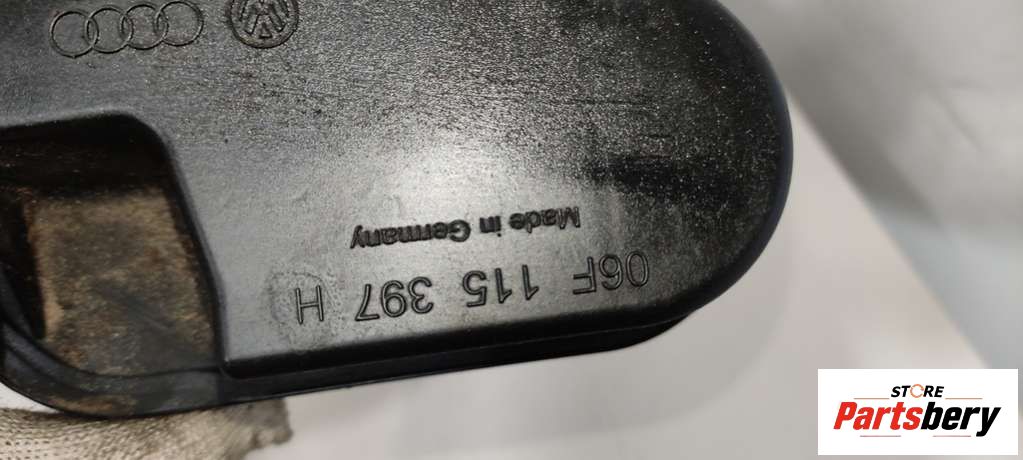 06F 115 397 H
Made in Germany
STORE
Partsbery